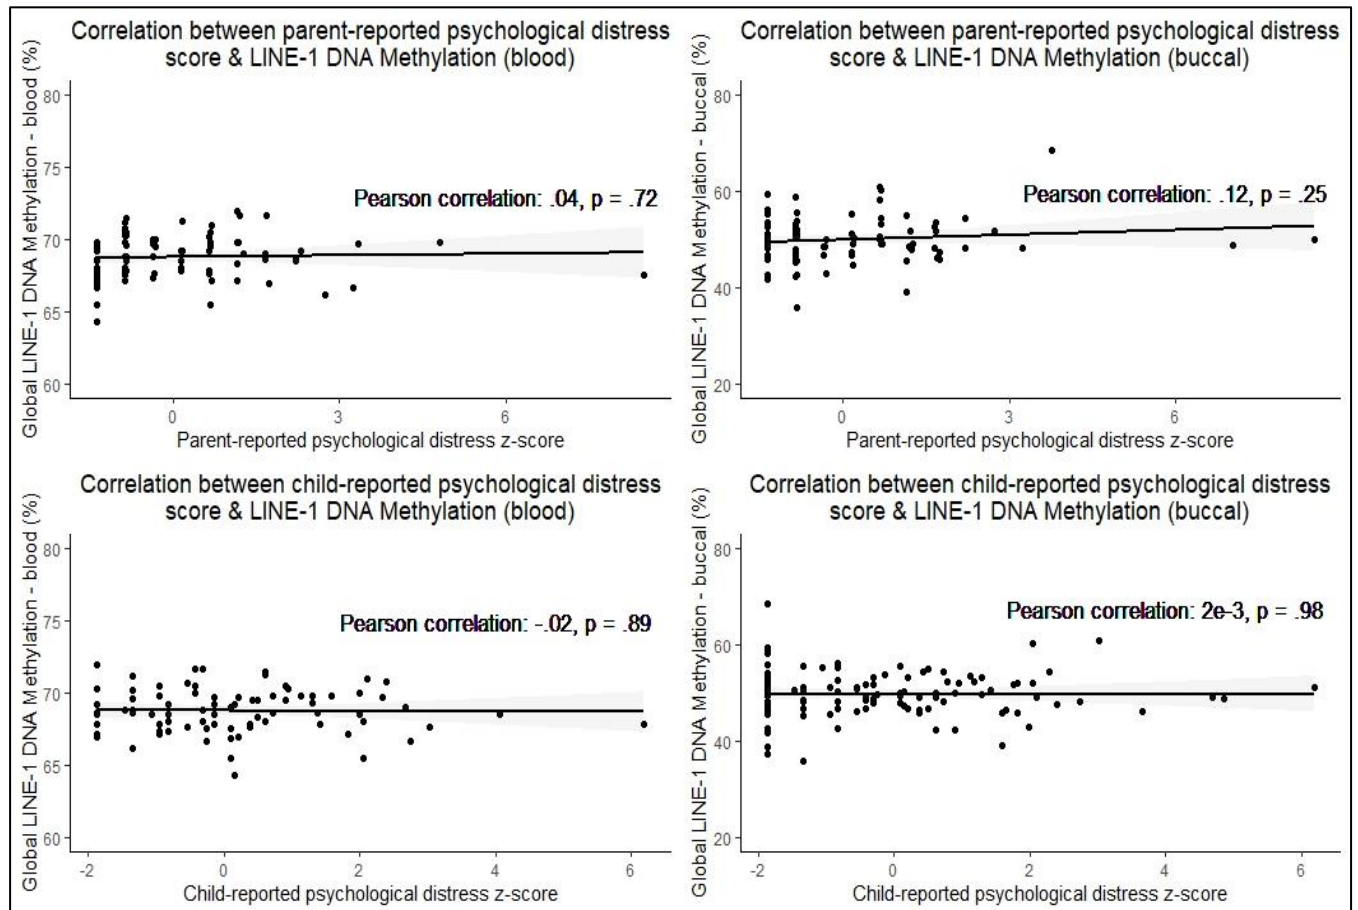 Correlation between parent-reported psychological distress
score & LINE-1 DNA Methylation (blood)
Global LINE-1 DNA Methylation - blood (%)
80
75
70
65
60
Pearson correlation: .04, p = .72
0
3
6
Parent-reported psychological distress z-score
Correlation between parent-reported psychological distress
score & LINE-1 DNA Methylation (buccal)
Global LINE-1 DNA Methylation - buccal (%)
80
60
40
20
Pearson correlation: .12, p = .25
0
3
6
Parent-reported psychological distress z-score
Correlation between child-reported psychological distress
score & LINE-1 DNA Methylation (blood)
Global LINE-1 DNA Methylation - blood (%)
80
75
70
65
60
Pearson correlation: -.02, p = .89
-2
0
2
4
6
Child-reported psychological distress z-score
Correlation between child-reported psychological distress
score & LINE-1 DNA Methylation (buccal)
Global LINE-1 DNA Methylation - buccal (%)
80
60
40
20
Pearson correlation: 2e-3, p = .98
-2
0
2
4
6
Child-reported psychological distress z-score